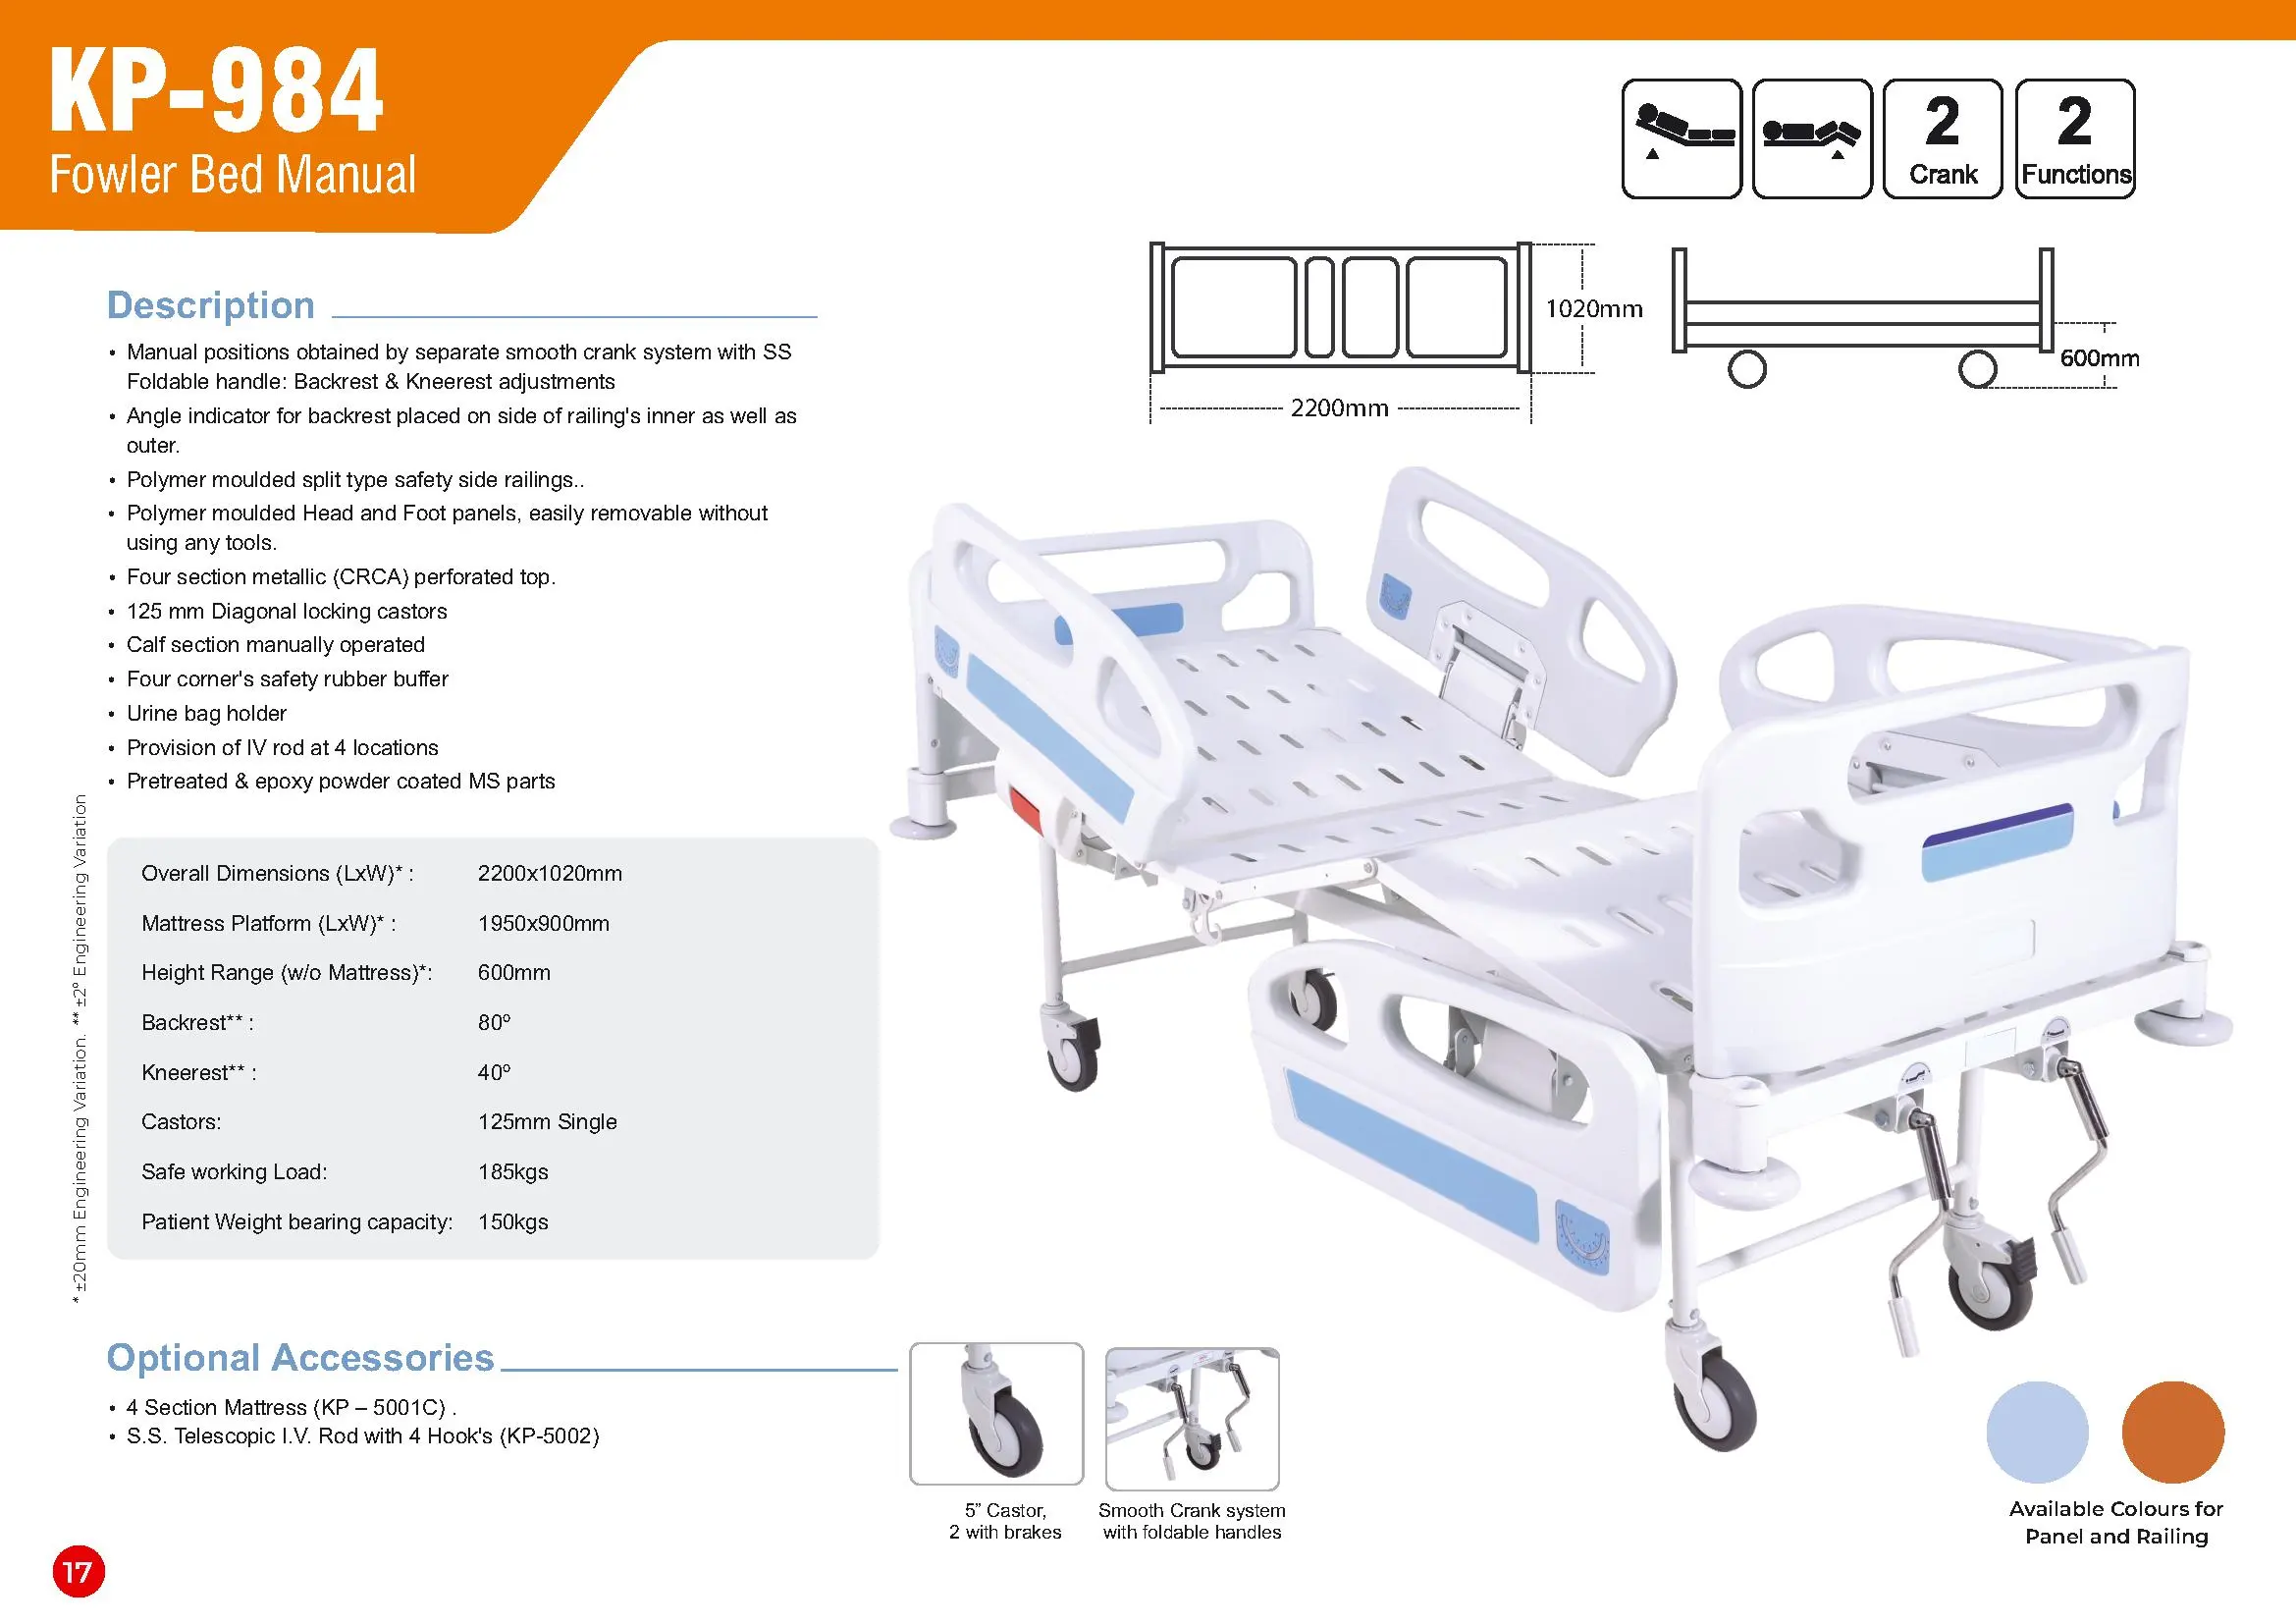 KP-984
Fowler Bed Manual
2
Crank
2
Functions
1020mm
2200mm
600mm
Description
• Manual positions obtained by separate smooth crank system with SS
Foldable handle: Backrest & Kneerest adjustments
• Angle indicator for backrest placed on side of railing's inner as well as
outer.
• Polymer moulded split type safety side railings..
• Polymer moulded Head and Foot panels, easily removable without
using any tools.
• Four section metallic (CRCA) perforated top.
• 125 mm Diagonal locking castors
• Calf section manually operated
• Four corner's safety rubber buffer
• Urine bag holder
• Provision of IV rod at 4 locations
• Pretreated & epoxy powder coated MS parts
Overall Dimensions (LxW)* : 2200x1020mm
Mattress Platform (LxW)* : 1950x900mm
Height Range (w/o Mattress)*: 600mm
Backrest** : 80º
Kneerest** : 40º
Castors: 125mm Single
Safe working Load: 185kgs
Patient Weight bearing capacity: 150kgs
* ±20mm Engineering Variation. ** ±2º Engineering Variation
Optional Accessories
• 4 Section Mattress (KP – 5001C) .
• S.S. Telescopic I.V. Rod with 4 Hook's (KP-5002)
5” Castor,
2 with brakes
Smooth Crank system
with foldable handles
Available Colours for
Panel and Railing
17